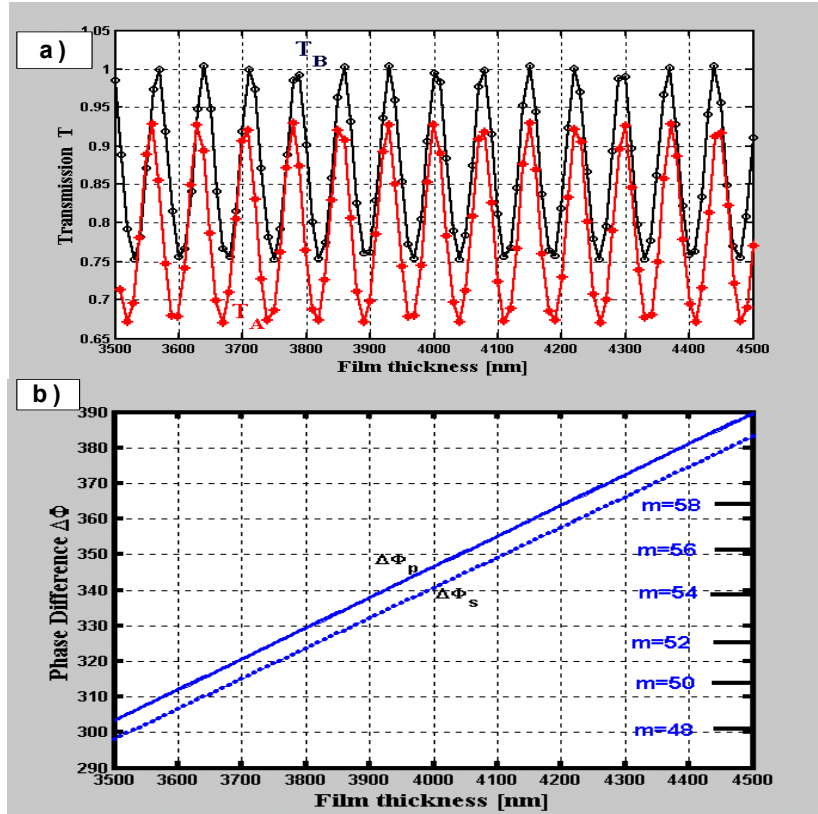 a)
1.05
1
0.95
0.9
0.85
0.8
0.75
0.7
0.65
Transmission T
T B
T A
3500 3600 3700 3800 3900 4000 4100 4200 4300 4400 4500
Film thickness [nm]
b)
390
380
370
360
350
340
330
320
310
300
290
Phase Difference ΔΦ
ΔΦp
ΔΦs
m=58
m=56
m=54
m=52
m=50
m=48
3500 3600 3700 3800 3900 4000 4100 4200 4300 4400 4500
Film thickness [nm]